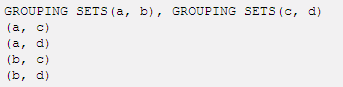 GROUPING SETS(a, b), GROUPING SETS(c, d)
(a, c)
(a, d)
(b, c)
(b, d)